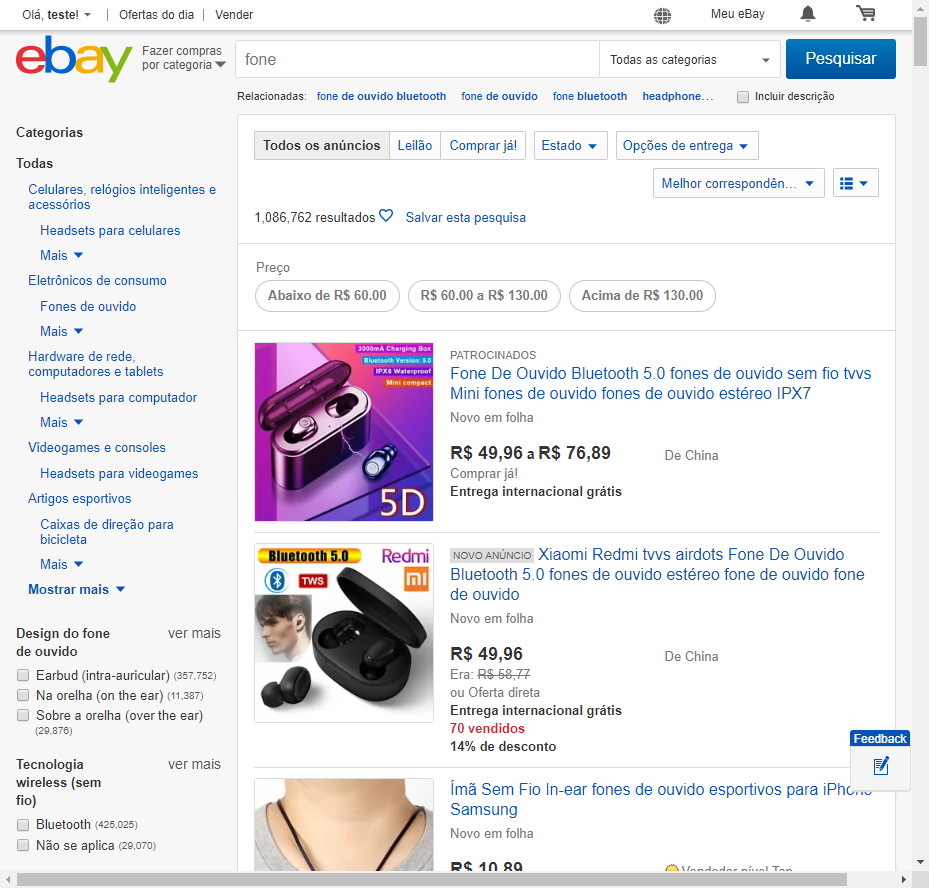 Olá, teste!
Ofertas do dia
Vender
Meu eBay
ebay
Fazer compras
por categoria
fone
Todas as categorias
Pesquisar
Relacionadas: fone de ouvido bluetooth fone de ouvido fone bluetooth headphone…
Incluir descrição
Categorias
Todas
Celulares, relógios inteligentes e
acessórios
Headsets para celulares
Mais
Eletrônicos de consumo
Fones de ouvido
Mais
Hardware de rede,
computadores e tablets
Headsets para computador
Mais
Videogames e consoles
Headsets para videogames
Artigos esportivos
Caixas de direção para
bicicleta
Mais
Mostrar mais
Design do fone
de ouvido
ver mais
Earbud (intra-auricular) (357,752)
Na orelha (on the ear) (11,387)
Sobre a orelha (over the ear)
(29,876)
Tecnologia
wireless (sem
fio)
ver mais
Bluetooth (425,025)
Não se aplica (29,070)
Todos os anúncios
Leilão
Comprar já!
Estado
Opções de entrega
Melhor correspondên…
1,086,762 resultados
Salvar esta pesquisa
Preço
Abaixo de R$ 60.00
R$ 60.00 a R$ 130.00
Acima de R$ 130.00
3000mA Charging Box
Bluetooth Version: 5.0
IPX6 Waterproof
Mini compact
5D
PATROCINADOS
Fone De Ouvido Bluetooth 5.0 fones de ouvido sem fio tvvs
Mini fones de ouvido fones de ouvido estéreo IPX7
Novo em folha
R$ 49,96 a R$ 76,89
De China
Comprar já!
Entrega internacional grátis
Bluetooth 5.0
Redmi
TWS
NOVO ANÚNCIO Xiaomi Redmi tvvs airdots Fone De Ouvido
Bluetooth 5.0 fones de ouvido estéreo fone de ouvido fone
de ouvido
Novo em folha
R$ 49,96
De China
Era: R$ 58,77
ou Oferta direta
Entrega internacional grátis
70 vendidos
14% de desconto
Feedback
Ímã Sem Fio In-ear fones de ouvido esportivos para iPhone
Samsung
Novo em folha
R$ 10,89
Vendedor nível Top